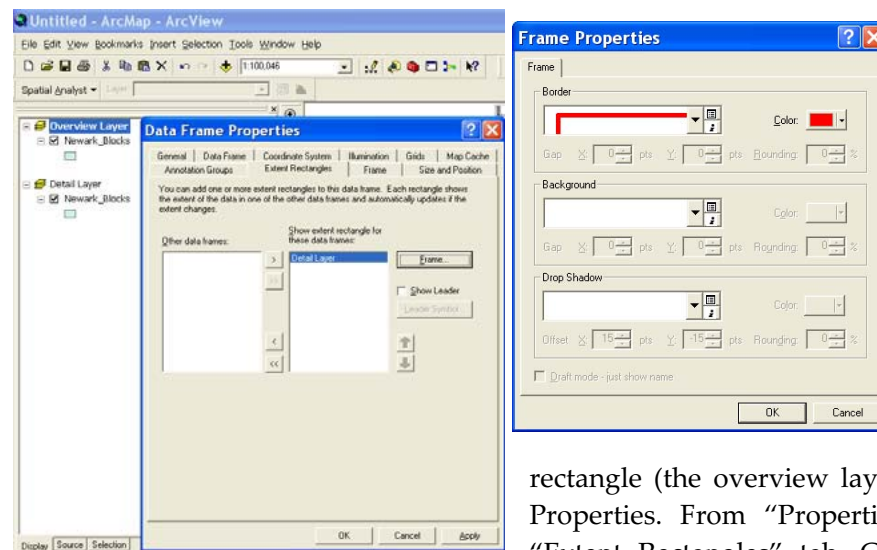 Untitled - ArcMap - ArcView
File Edit View Bookmarks Insert Selection Tools Window Help
1:100,046
Spatial Analyst Layer:
Overview Layer
Newark_Blocks
Detail Layer
Newark_Blocks
Display Source Selection
Data Frame Properties
General Data Frame Coordinate System Illumination Grids Map Cache
Annotation Groups Extent Rectangles Frame Size and Position
You can add one or more extent rectangles to this data frame. Each rectangle shows
the extent of the data in one of the other data frames and automatically updates if the
extent changes.
Other data frames:
Show extent rectangle for
these data frames:
>
>>
<
<<
Detail Layer
Frame...
Show Leader
Leader Symbol...
OK Cancel Apply
Frame Properties
Frame
Border
Color:
Gap X: 0 pts Y: 0 pts Rounding: 0 %
Background
Color:
Gap X: 0 pts Y: 0 pts Rounding: 0 %
Drop Shadow
Color:
Offset X: 15 pts Y: -15 pts Rounding: 0 %
Draft mode - just show name
OK Cancel
rectangle (the overview lay
Properties. From “Properti
“Extent Rectangles” tab.